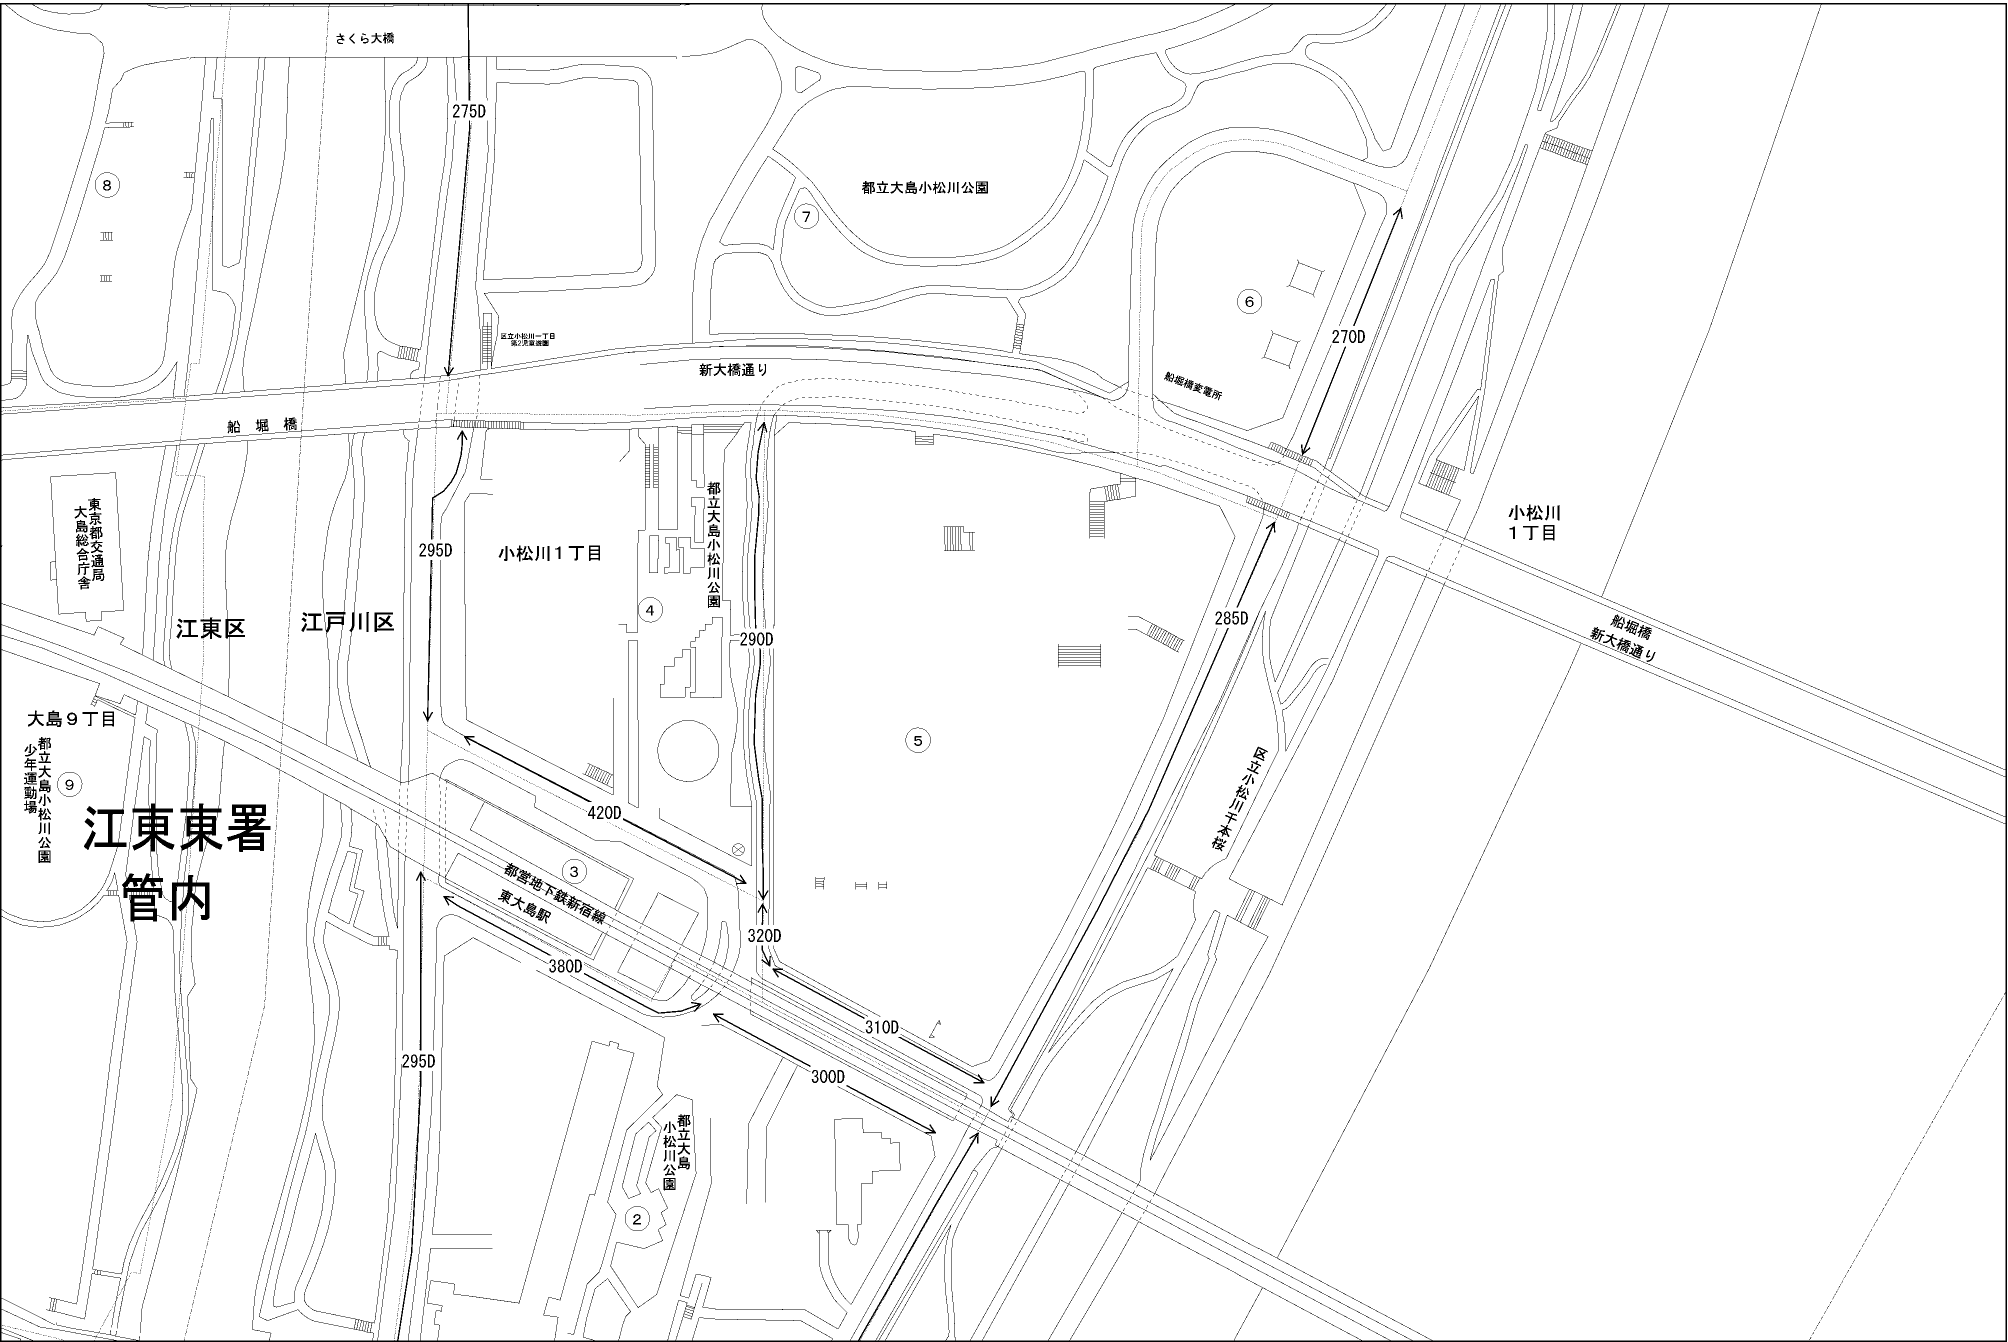 さくら大橋
275D
8
都立大島小松川公園
7
6
270D
区立小松川一丁目
第2児童遊園
新大橋通り
船堀橋変電所
船堀橋
東京都交通局
大島総合庁舎
295D
小松川1丁目
都立大島小松川公園
小松川
1丁目
4
290D
285D
江東区
江戸川区
船堀橋
新大橋通り
大島9丁目
都立大島小松川公園
少年運動場
9
5
区立小松川千本桜
江東東署
管内
420D
3
都営地下鉄新宿線
東大島駅
320D
380D
310D
295D
300D
都立大島
小松川公園
2